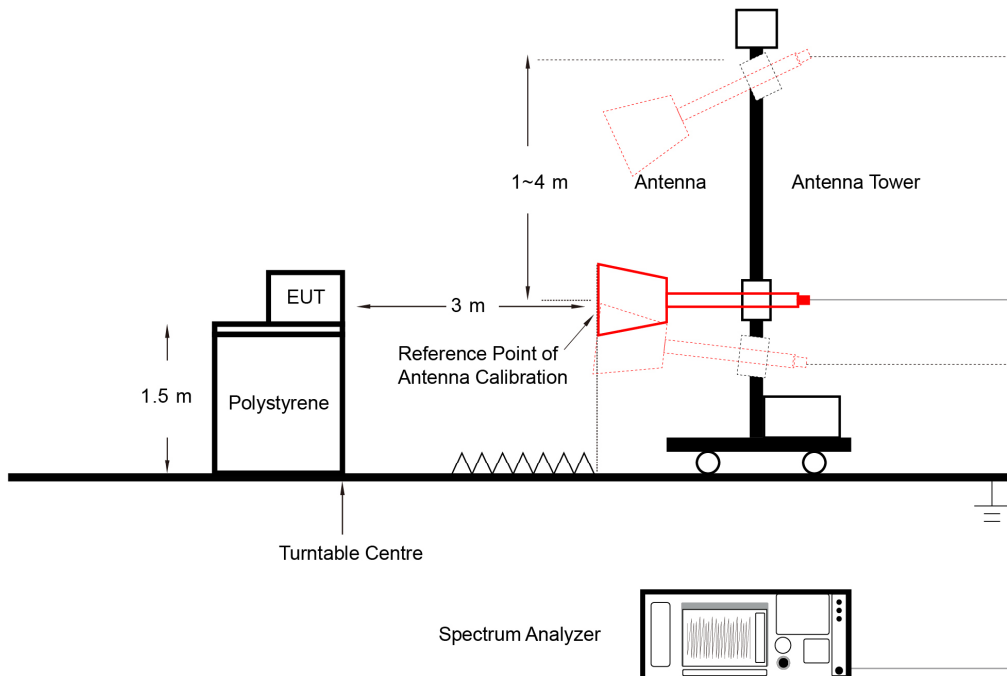 1~4 m
Antenna
Antenna Tower
EUT
3 m
Reference Point of
Antenna Calibration
1.5 m
Polystyrene
Turntable Centre
Spectrum Analyzer